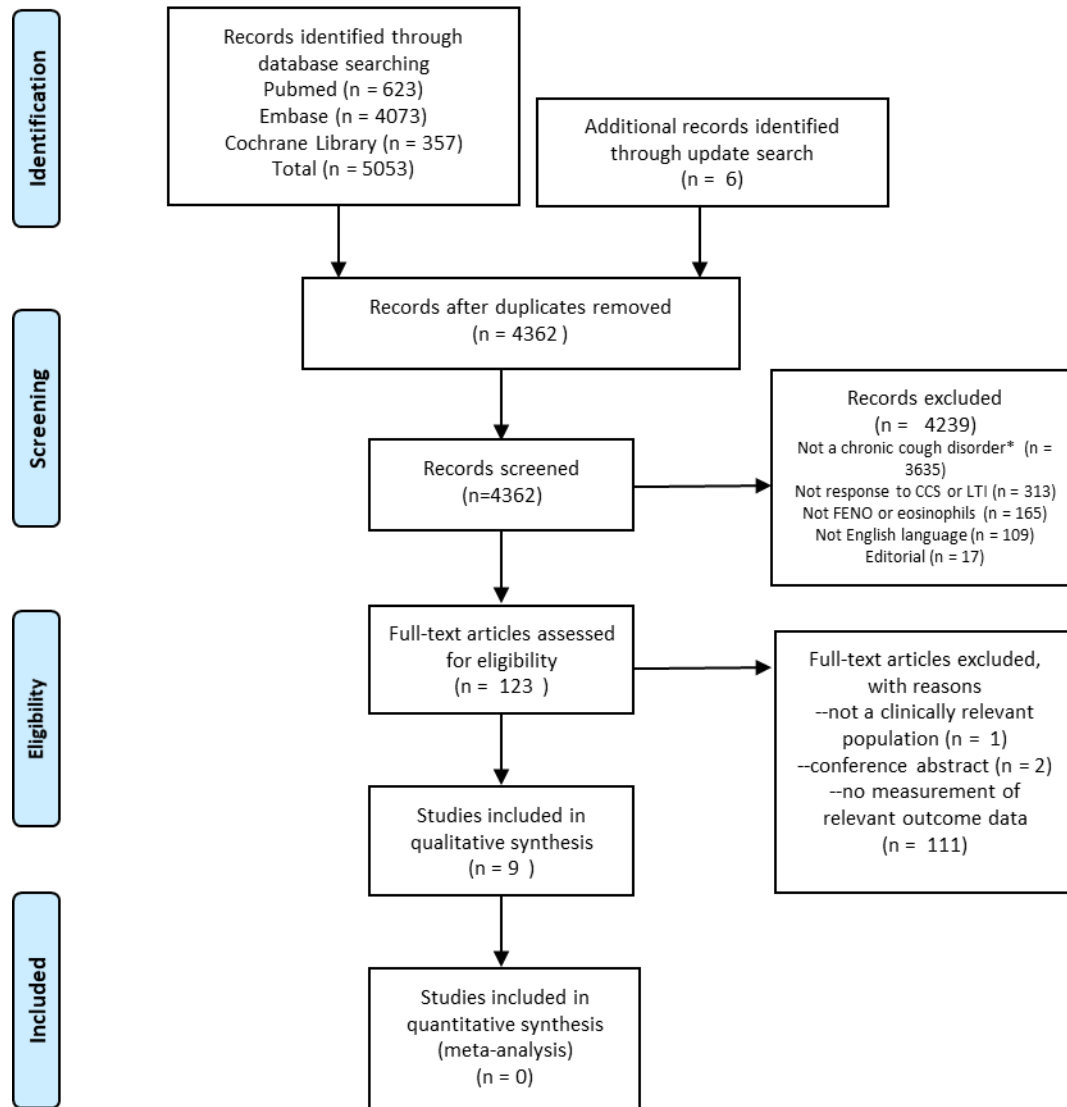 Identification
Records identified through
database searching
Pubmed (n = 623)
Embase (n = 4073)
Cochrane Library (n = 357)
Total (n = 5053)
Additional records identified
through update search
(n = 6)
Screening
Records after duplicates removed
(n = 4362 )
Records screened
(n=4362)
Records excluded
(n = 4239)
Not a chronic cough disorder* (n =
3635)
Not response to CCS or LTI (n = 313)
Not FENO or eosinophils (n = 165)
Not English language (n = 109)
Editorial (n = 17)
Eligibility
Full-text articles assessed
for eligibility
(n = 123 )
Full-text articles excluded,
with reasons
--not a clinically relevant
population (n = 1)
--conference abstract (n = 2)
--no measurement of
relevant outcome data
(n = 111)
Studies included in
qualitative synthesis
(n = 9 )
Included
Studies included in
quantitative synthesis
(meta-analysis)
(n = 0)